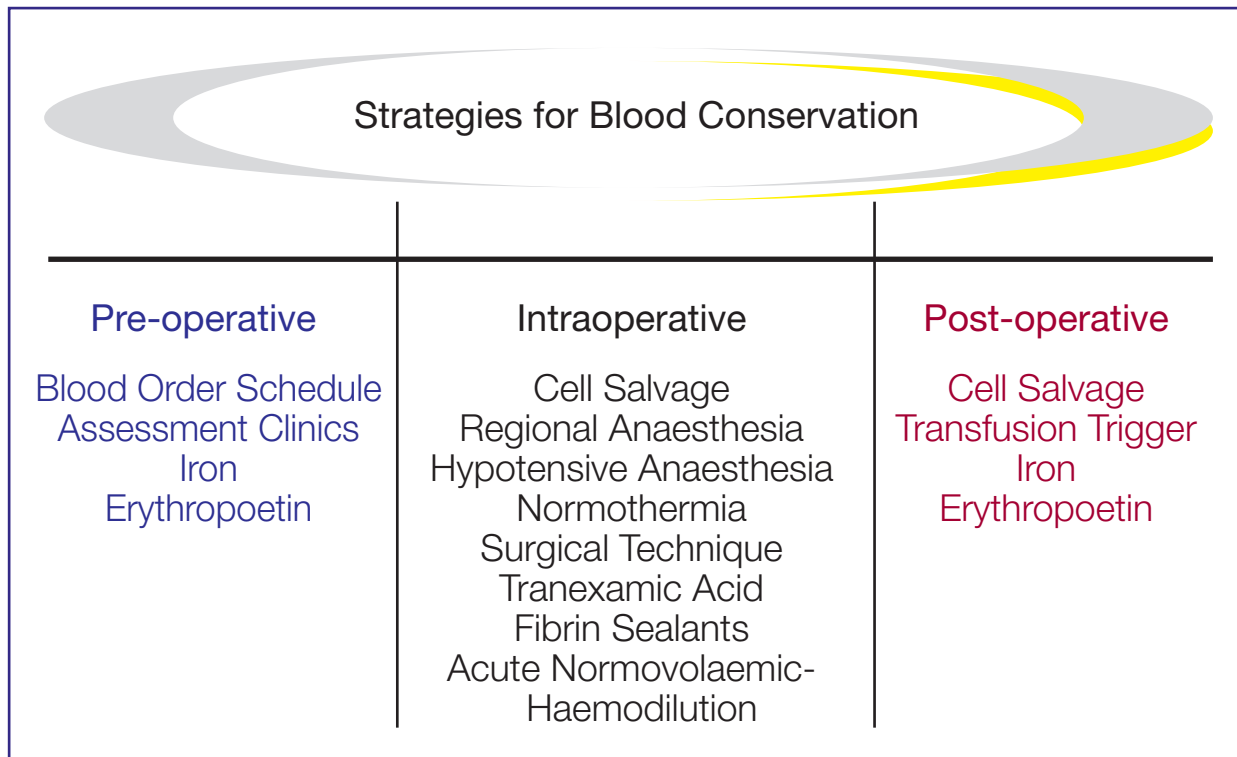 Strategies for Blood Conservation
Pre-operative
Blood Order Schedule
Assessment Clinics
Iron
Erythropoetin
Intraoperative
Cell Salvage
Regional Anaesthesia
Hypotensive Anaesthesia
Normothermia
Surgical Technique
Tranexamic Acid
Fibrin Sealants
Acute Normovolaemic-
Haemodilution
Post-operative
Cell Salvage
Transfusion Trigger
Iron
Erythropoetin